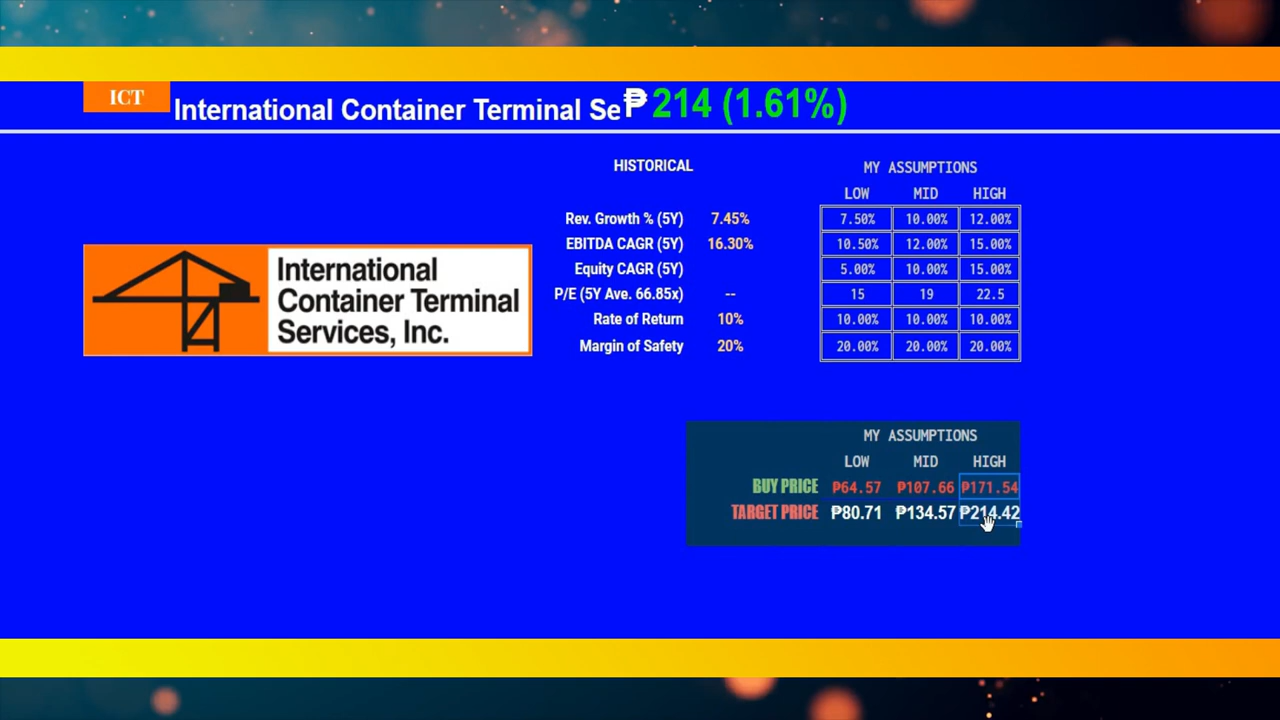 ICT
International Container Terminal Se
₱ 214 (1.61%)
HISTORICAL
MY ASSUMPTIONS
LOW MID HIGH
Rev. Growth % (5Y) 7.45% 7.50% 10.00% 12.00%
EBITDA CAGR (5Y) 16.30% 10.50% 12.00% 15.00%
Equity CAGR (5Y) 5.00% 10.00% 15.00%
P/E (5Y Ave. 66.85x) -- 15 19 22.5
Rate of Return 10% 10.00% 10.00% 10.00%
Margin of Safety 20% 20.00% 20.00% 20.00%
International
Container Terminal
Services, Inc.
MY ASSUMPTIONS
LOW MID HIGH
BUY PRICE ₱64.57 ₱107.66 ₱171.54
TARGET PRICE ₱80.71 ₱134.57 ₱214.42